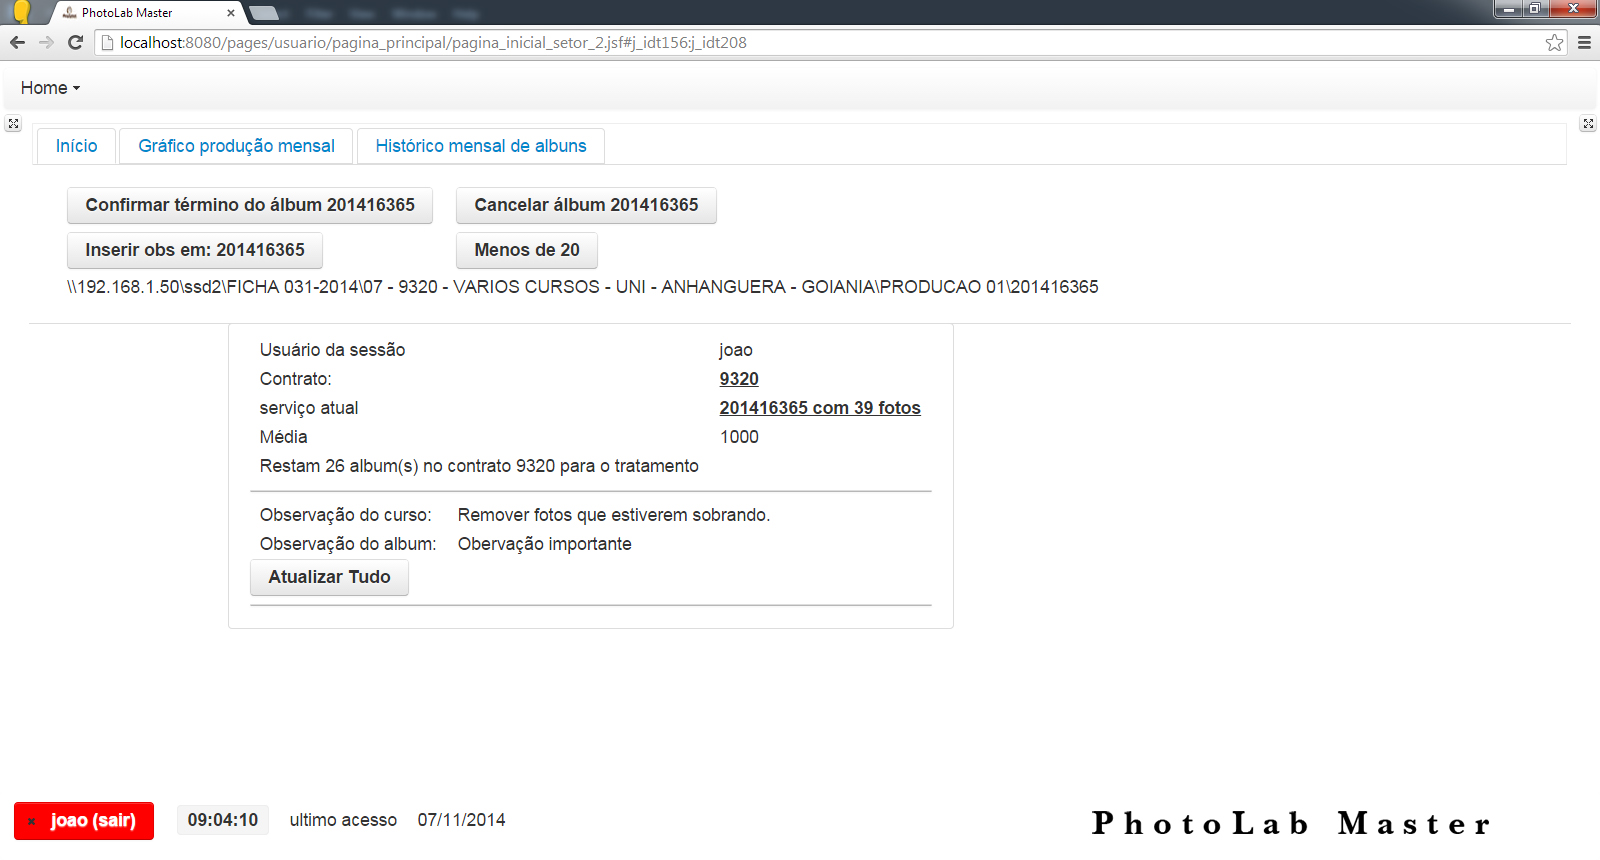 PhotoLab Master
localhost:8080/pages/usuario/pagina_principal/pagina_inicial_setor_2.jsf#j_idt156:j_idt208
Home
Início Gráfico produção mensal Histórico mensal de albuns
Confirmar término do álbum 201416365 Cancelar álbum 201416365
Inserir obs em: 201416365 Menos de 20
\\192.168.1.50\ssd2\FICHA 031-2014\07 - 9320 - VARIOS CURSOS - UNI - ANHANGUERA - GOIANIA\PRODUCAO 01\201416365
Usuário da sessão joao
Contrato: 9320
serviço atual 201416365 com 39 fotos
Média 1000
Restam 26 album(s) no contrato 9320 para o tratamento
Observação do curso: Remover fotos que estiverem sobrando.
Observação do album: Obervação importante
Atualizar Tudo
joao (sair) 09:04:10 ultimo acesso 07/11/2014 PhotoLab Master